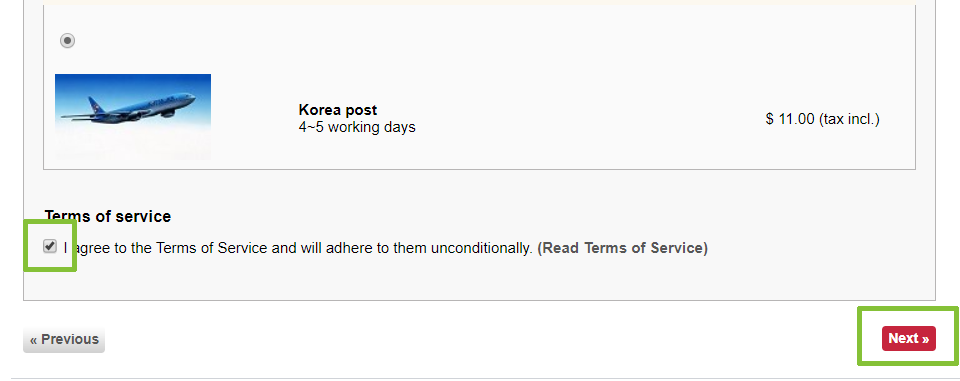 Korea post
4~5 working days
$ 11.00 (tax incl.)
Terms of service
I agree to the Terms of Service and will adhere to them unconditionally. (Read Terms of Service)
« Previous
Next »